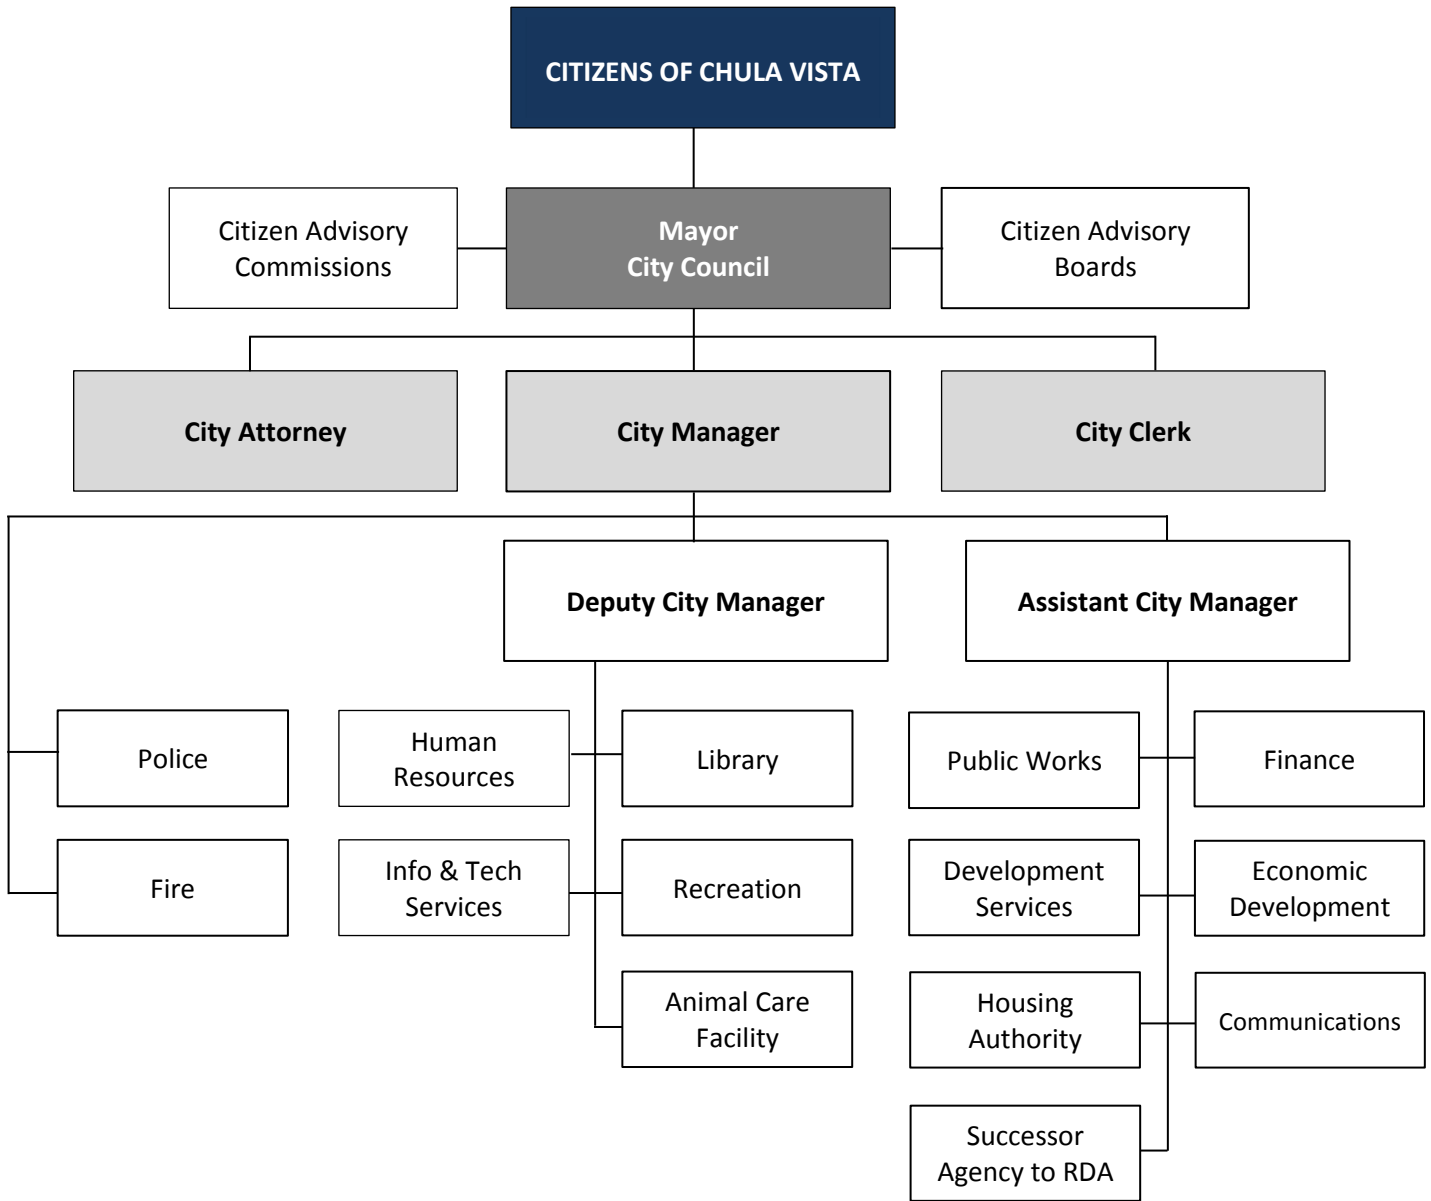 CITIZENS OF CHULA VISTA
Citizen Advisory
Commissions
Mayor
City Council
Citizen Advisory
Boards
City Attorney
City Manager
City Clerk
Deputy City Manager
Assistant City Manager
Police
Human
Resources
Library
Public Works
Finance
Fire
Info & Tech
Services
Recreation
Development
Services
Economic
Development
Animal Care
Facility
Housing
Authority
Communications
Successor
Agency to RDA